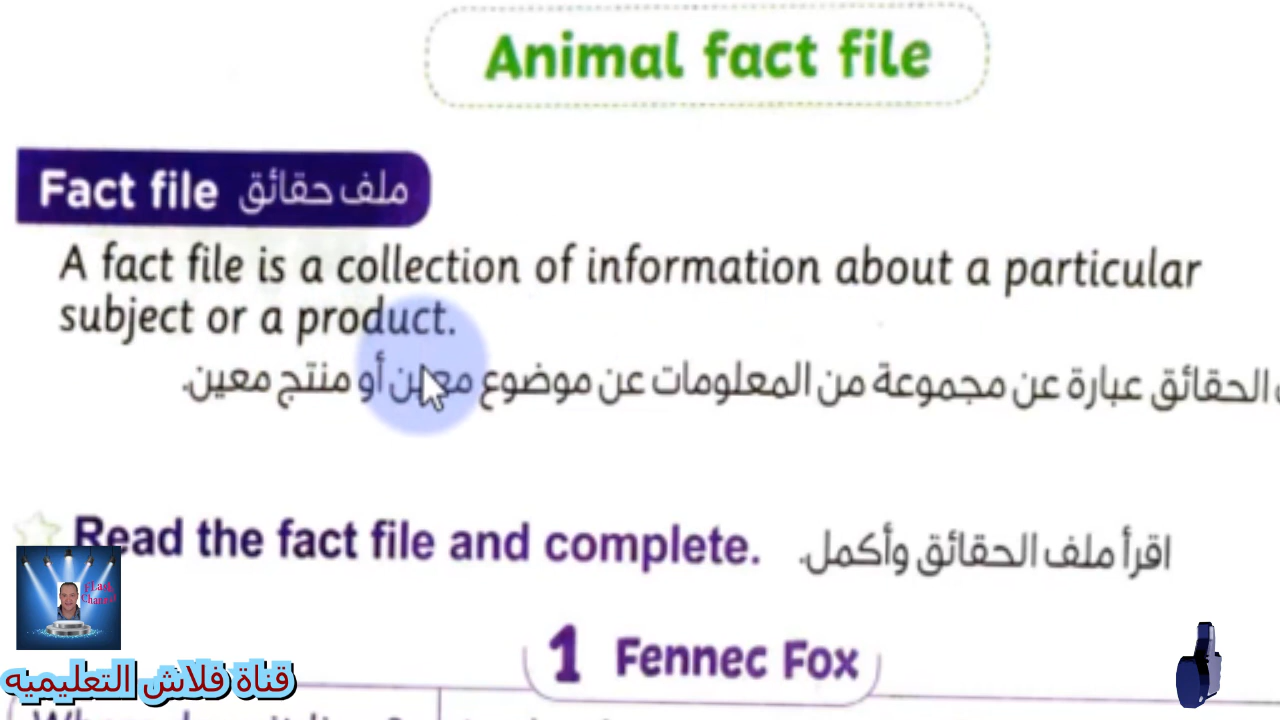 Animal fact file
Fact file ملف حقائق
A fact file is a collection of information about a particular
subject or a product.
الحقائق عبارة عن مجموعة من المعلومات عن موضوع معين أو منتج معين.
Read the fact file and complete. اقرأ ملف الحقائق وأكمل.
1 Fennec Fox
Flash
Channel
قناة فلاش التعليميه